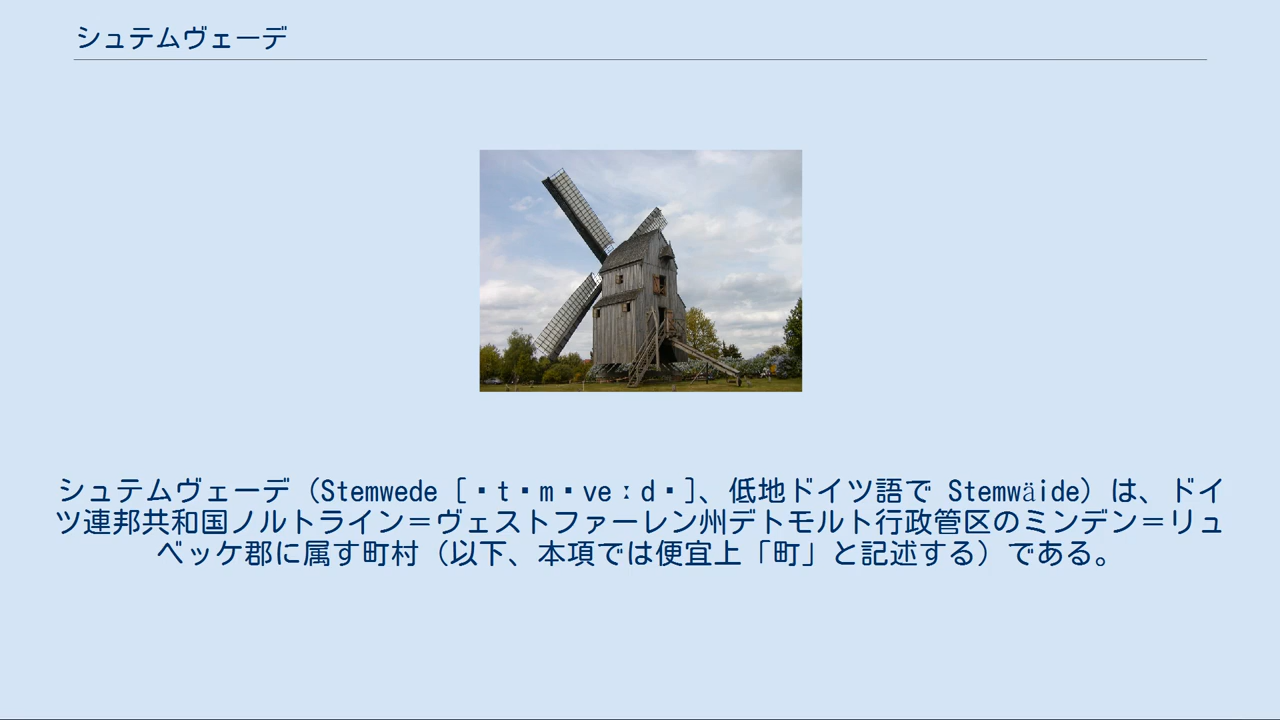 シュテムヴェーデ
シュテムヴェーデ（Stemwede [・t・m・veːd・]、低地ドイツ語で Stemwäide）は、ドイ
ツ連邦共和国ノルトライン＝ヴェストファーレン州デトモルト行政管区のミンデン＝リュ
ベッケ郡に属す町村（以下、本項では便宜上「町」と記述する）である。